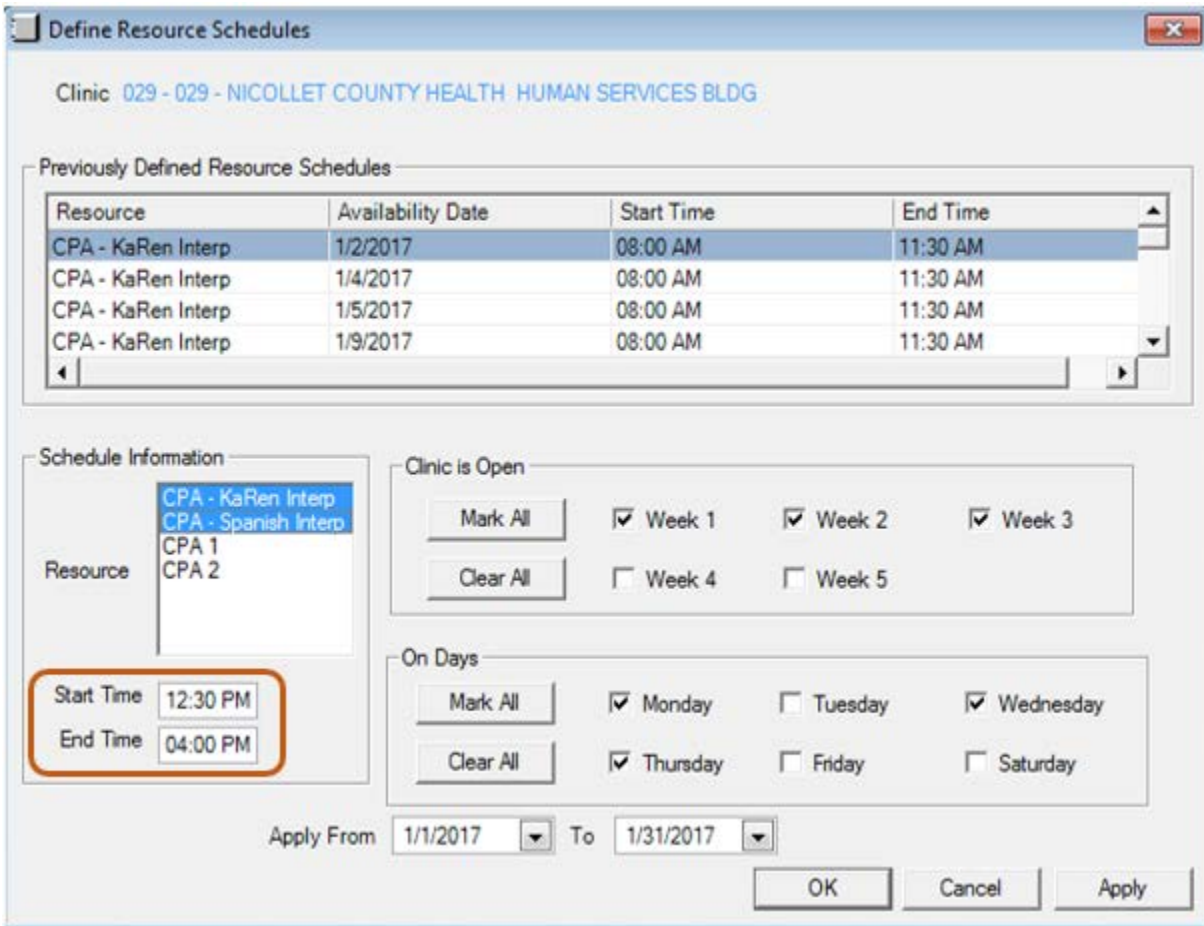 Define Resource Schedules
Clinic 029 - 029 - NICOLLET COUNTY HEALTH HUMAN SERVICES BLDG
Previously Defined Resource Schedules
Resource Availability Date Start Time End Time
CPA - KaRen Interp 1/2/2017 08:00 AM 11:30 AM
CPA - KaRen Interp 1/4/2017 08:00 AM 11:30 AM
CPA - KaRen Interp 1/5/2017 08:00 AM 11:30 AM
CPA - KaRen Interp 1/9/2017 08:00 AM 11:30 AM
Schedule Information
Resource
CPA - KaRen Interp
CPA - Spanish Interp
CPA 1
CPA 2
Start Time 12:30 PM
End Time 04:00 PM
Clinic is Open
Mark All Week 1 Week 2 Week 3
Clear All Week 4 Week 5
On Days
Mark All Monday Tuesday Wednesday
Clear All Thursday Friday Saturday
Apply From 1/1/2017 To 1/31/2017
OK Cancel Apply